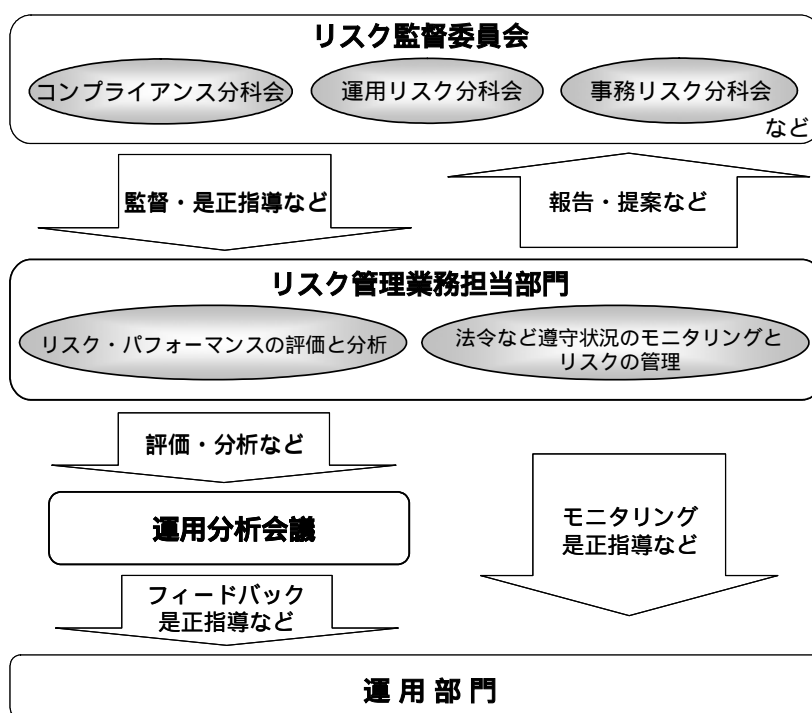 リスク監督委員会
コンプライアンス分科会
運用リスク分科会
事務リスク分科会
など
監督・是正指導など
報告・提案など
リスク管理業務担当部門
リスク・パフォーマンスの評価と分析
法令など遵守状況のモニタリングと
リスクの管理
評価・分析など
運用分析会議
モニタリング
是正指導など
フィードバック
是正指導など
運用部門